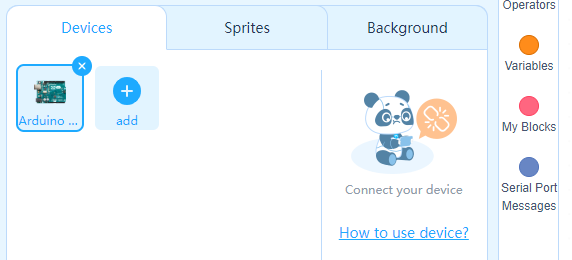 Devices
Sprites
Background
Arduino ...
add
Connect your device
How to use device?
Operators
Variables
My Blocks
Serial Port
Messages